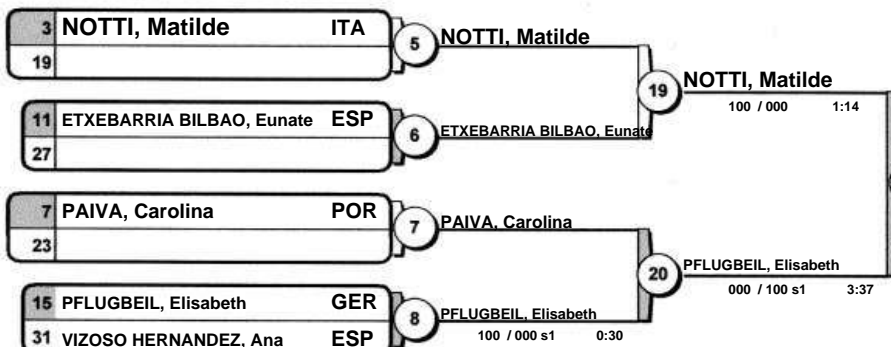 3 NOTTI, Matilde ITA
19
5 NOTTI, Matilde
11 ETXEBARRIA BILBAO, Eunate ESP
27
6 ETXEBARRIA BILBAO, Eunate
19 NOTTI, Matilde
100 / 000 1:14
7 PAIVA, Carolina POR
23
7 PAIVA, Carolina
15 PFLUGBEIL, Elisabeth GER
31 VIZOSO HERNANDEZ, Ana ESP
8 PFLUGBEIL, Elisabeth
100 / 000 s1 0:30
20 PFLUGBEIL, Elisabeth
000 / 100 s1 3:37